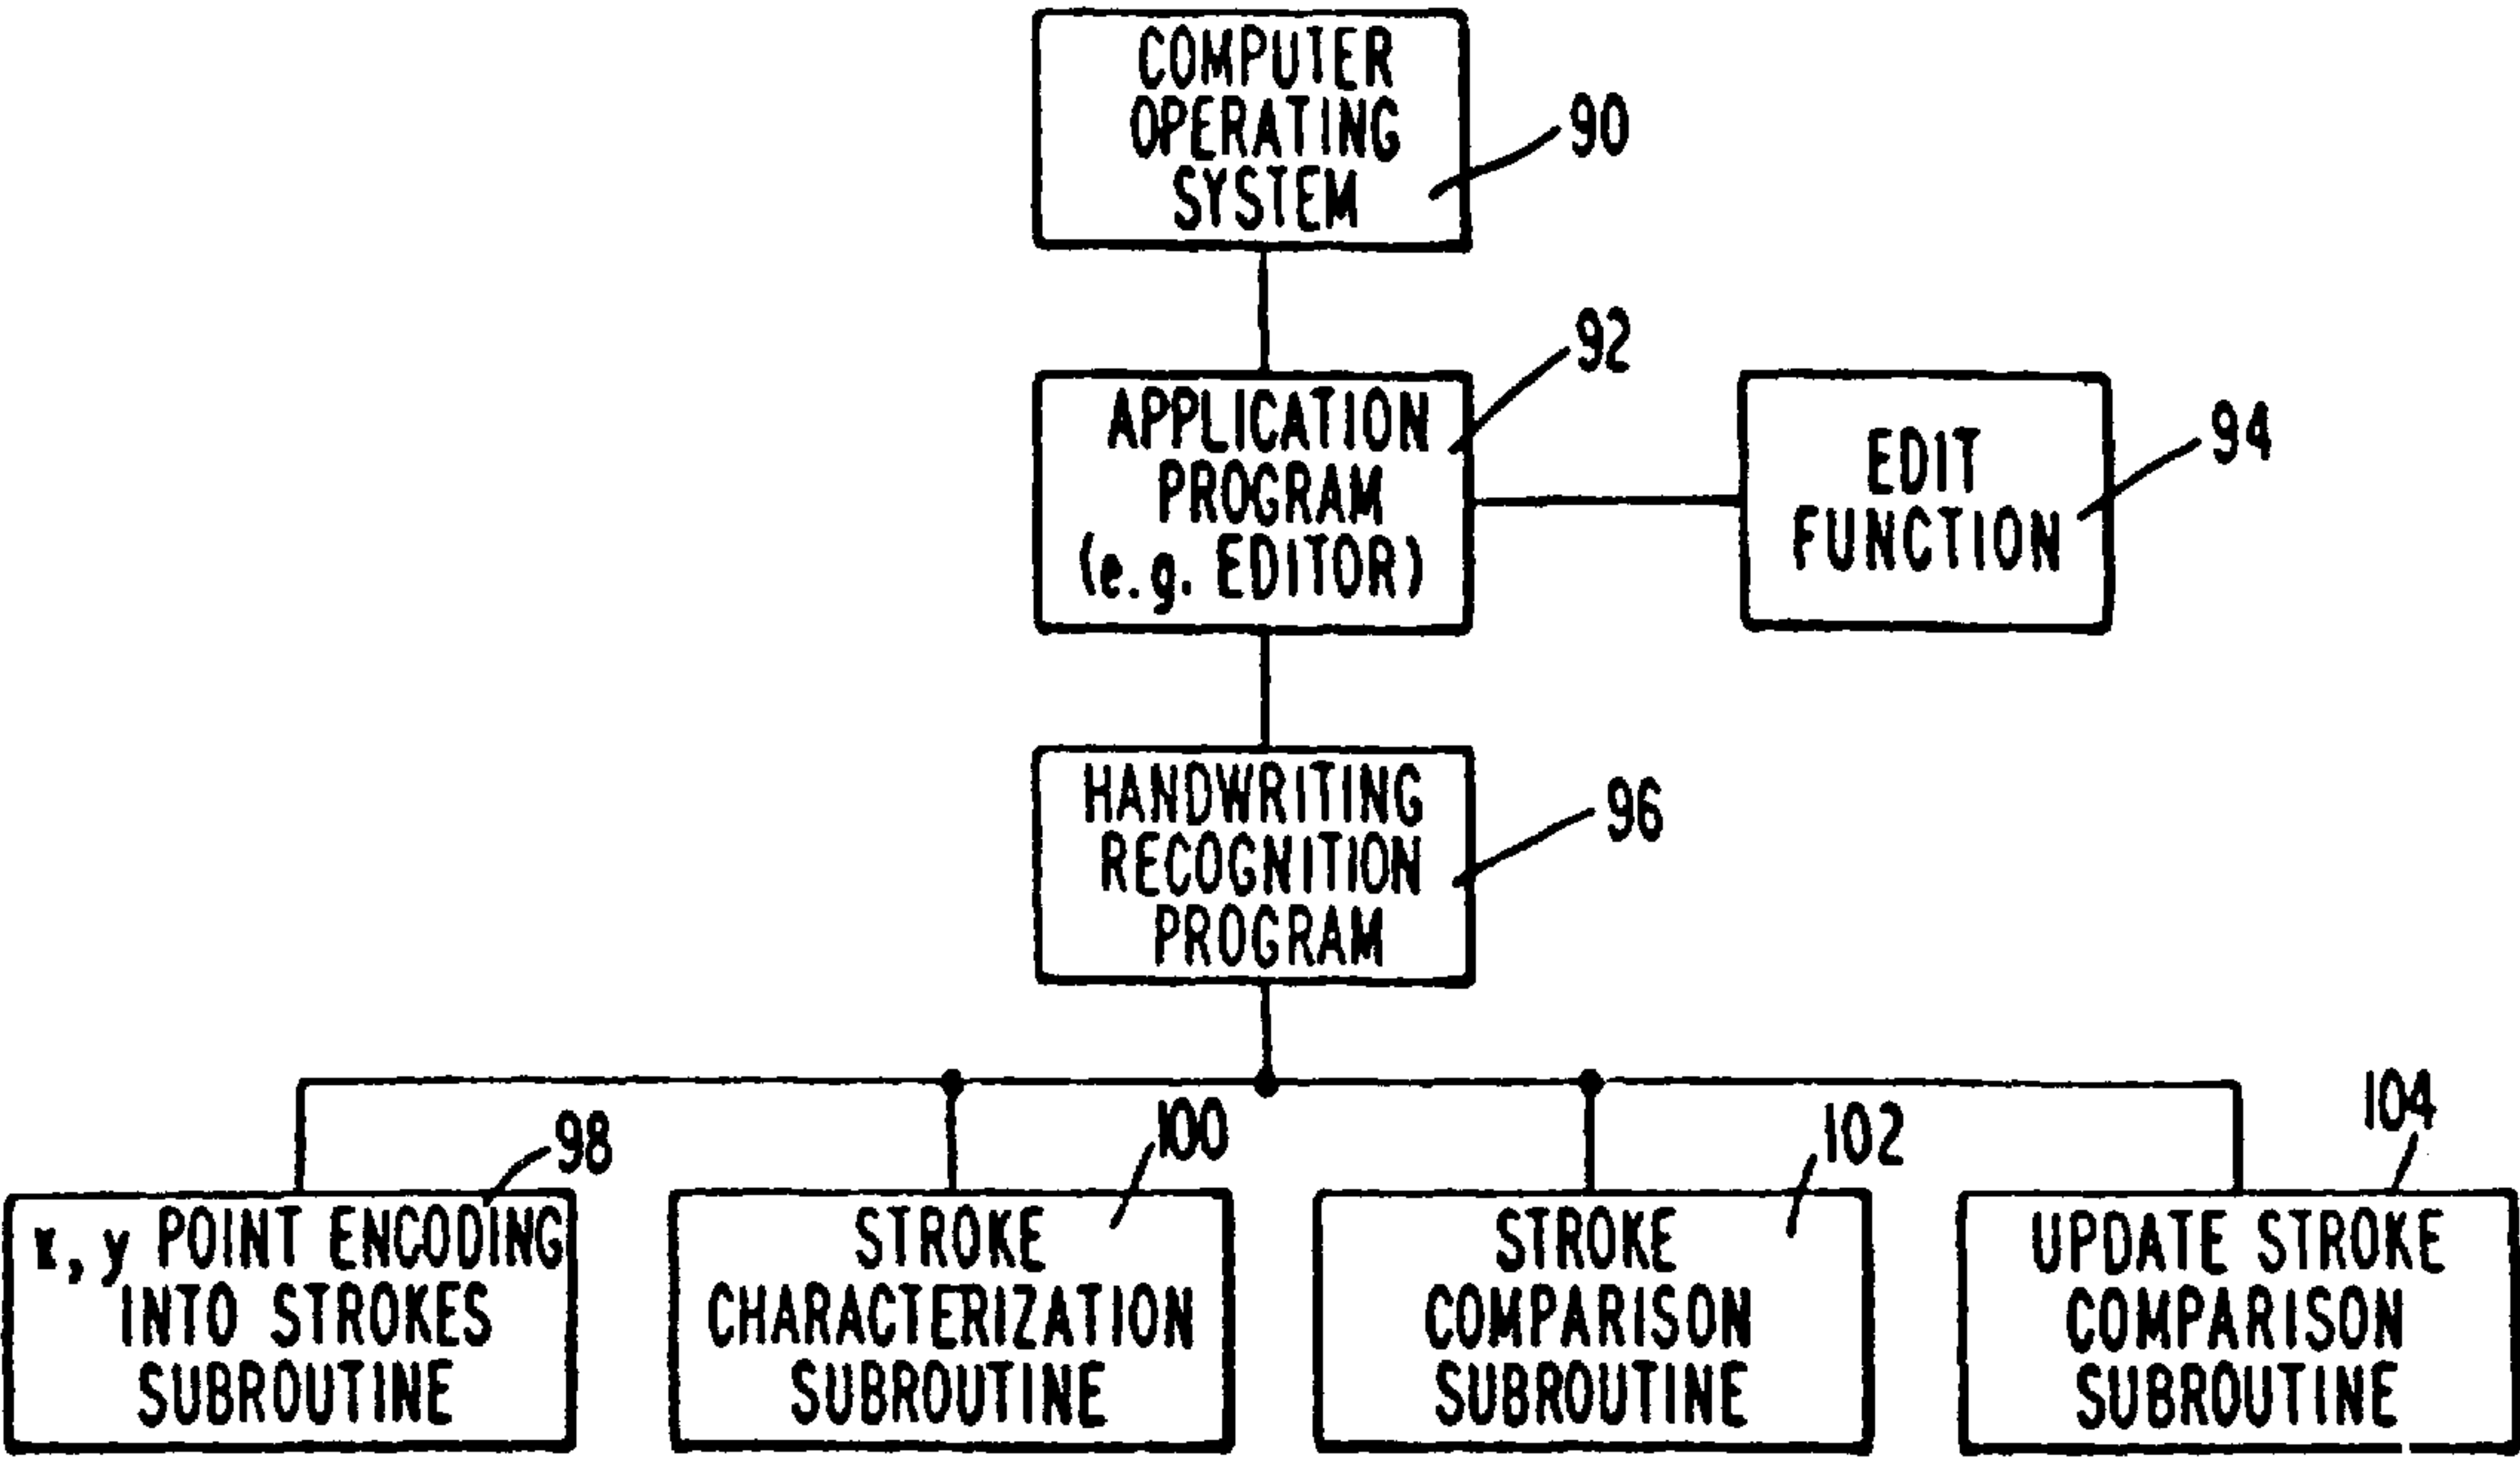 COMPUTER
OPERATING
SYSTEM
90
APPLICATION
PROGRAM
(e.g. EDITOR)
92
EDIT
FUNCTION
94
HANDWRITING
RECOGNITION
PROGRAM
96
98
100
102
104
x, y POINT ENCODING
INTO STROKES
SUBROUTINE
STROKE
CHARACTERIZATION
SUBROUTINE
STROKE
COMPARISON
SUBROUTINE
UPDATE STROKE
COMPARISON
SUBROUTINE